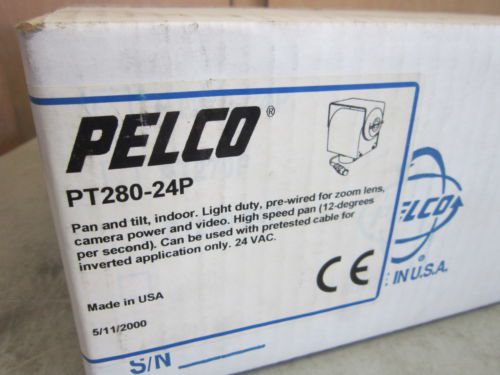 PELCO®
PT280-24P
Pan and tilt, indoor. Light duty, pre-wired for zoom lens,
camera power and video. High speed pan (12-degrees
per second). Can be used with pretested cable for
inverted application only. 24 VAC.
CE
Made in USA
5/11/2000
S/N
ELCO
®
E IN U.S.A.